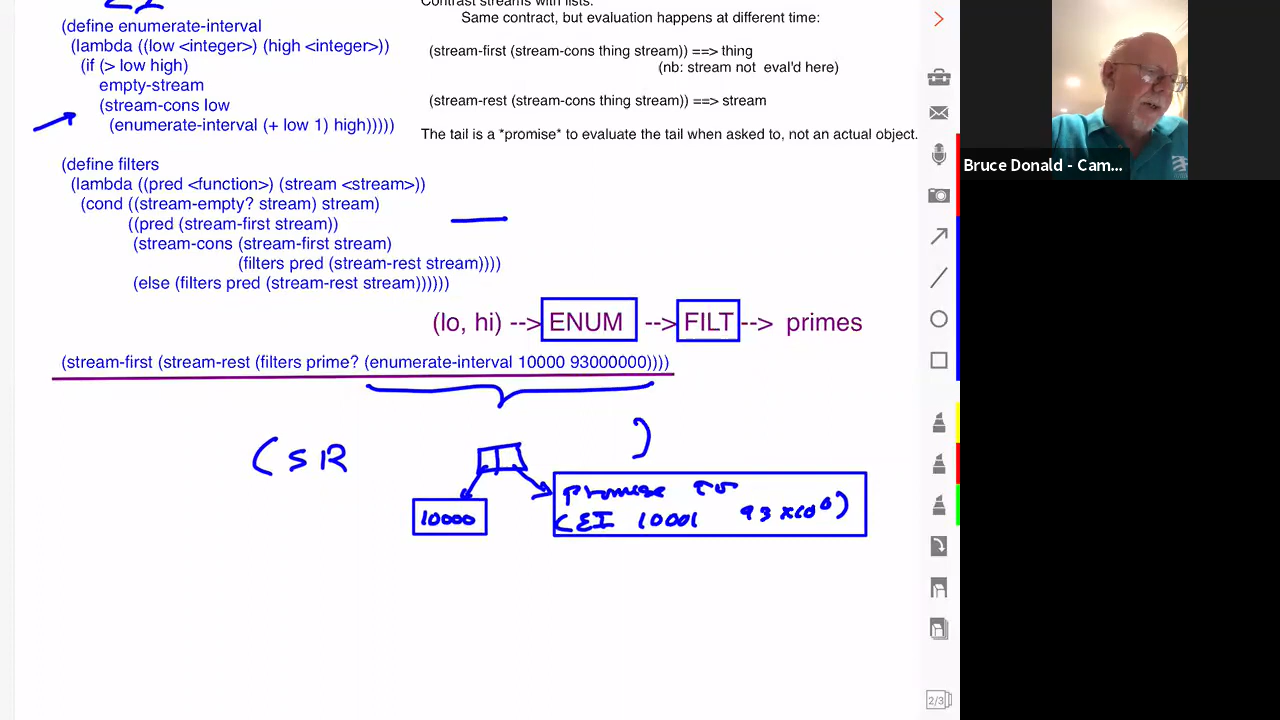 EI
(define enumerate-interval
(lambda ((low <integer>) (high <integer>))
(if (> low high)
empty-stream
(stream-cons low
(enumerate-interval (+ low 1) high)))))
(define filters
(lambda ((pred <function>) (stream <stream>))
(cond ((stream-empty? stream) stream)
((pred (stream-first stream))
(stream-cons (stream-first stream)
(filters pred (stream-rest stream))))
(else (filters pred (stream-rest stream))))))
Contrast streams with lists:
Same contract, but evaluation happens at different time:
(stream-first (stream-cons thing stream)) ==> thing
(nb: stream not eval'd here)
(stream-rest (stream-cons thing stream)) ==> stream
The tail is a *promise* to evaluate the tail when asked to, not an actual object.
(lo, hi) --> ENUM --> FILT --> primes
(stream-first (stream-rest (filters prime? (enumerate-interval 10000 93000000))))
(SR )
10000
Promise to
(EI 10001 93x10⁶)
Bruce Donald - Cam...
2/3